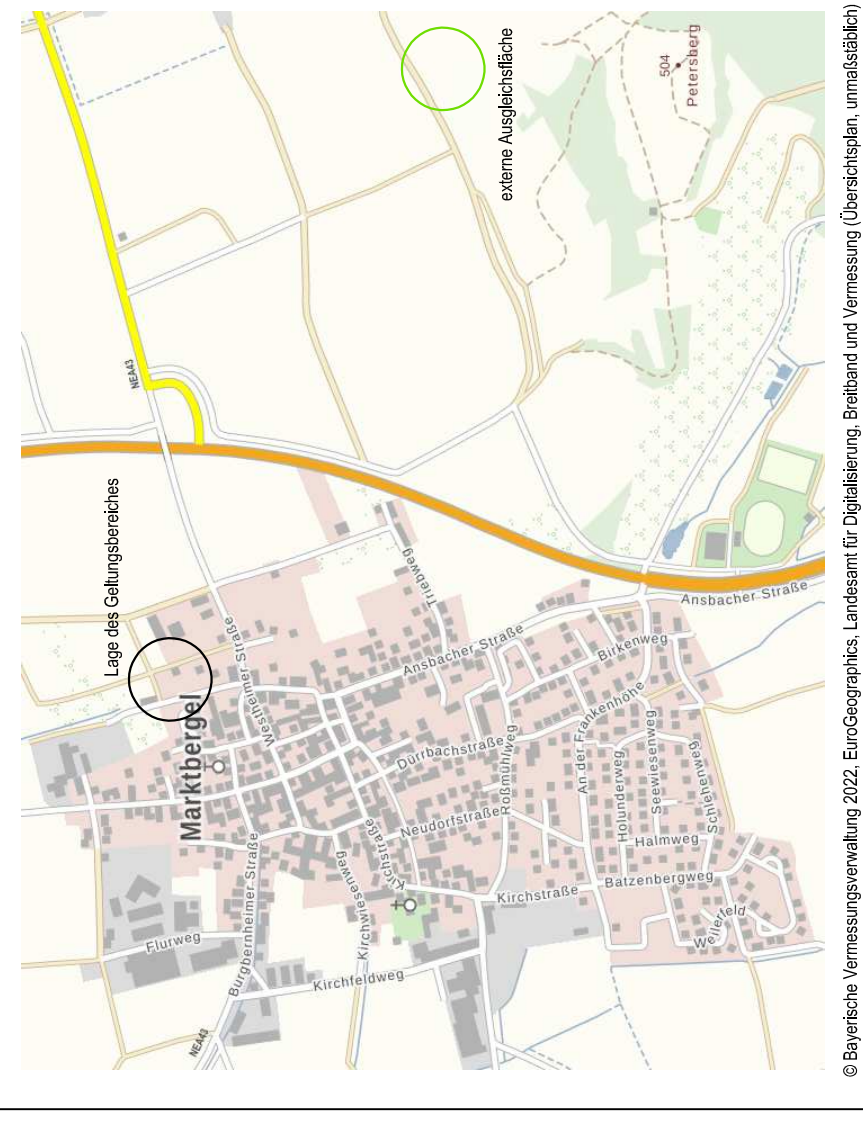 externe Ausgleichsfläche
504
Petersberg
NEA43
Lage des Geltungsbereiches
Marktbergel
Westheimer Straße
Triebweg
Ansbacher Straße
Ansbacher Straße
Birkenweg
An der Frankenhöhe
Dürrbachstraße
Roßmühlweg
Neudorfstraße
Holunderweg
Seewiesenweg
Schlehenweg
Halmweg
Batzenbergweg
Weilerfeld
Kirchstraße
Kirchstraße
Kirchwiesenweg
Kirchfeldweg
Burgbernheimer Straße
Flurweg
NEA43
© Bayerische Vermessungsverwaltung 2022, EuroGeographics, Landesamt für Digitalisierung, Breitband und Vermessung (Übersichtsplan, unmaßstäblich)